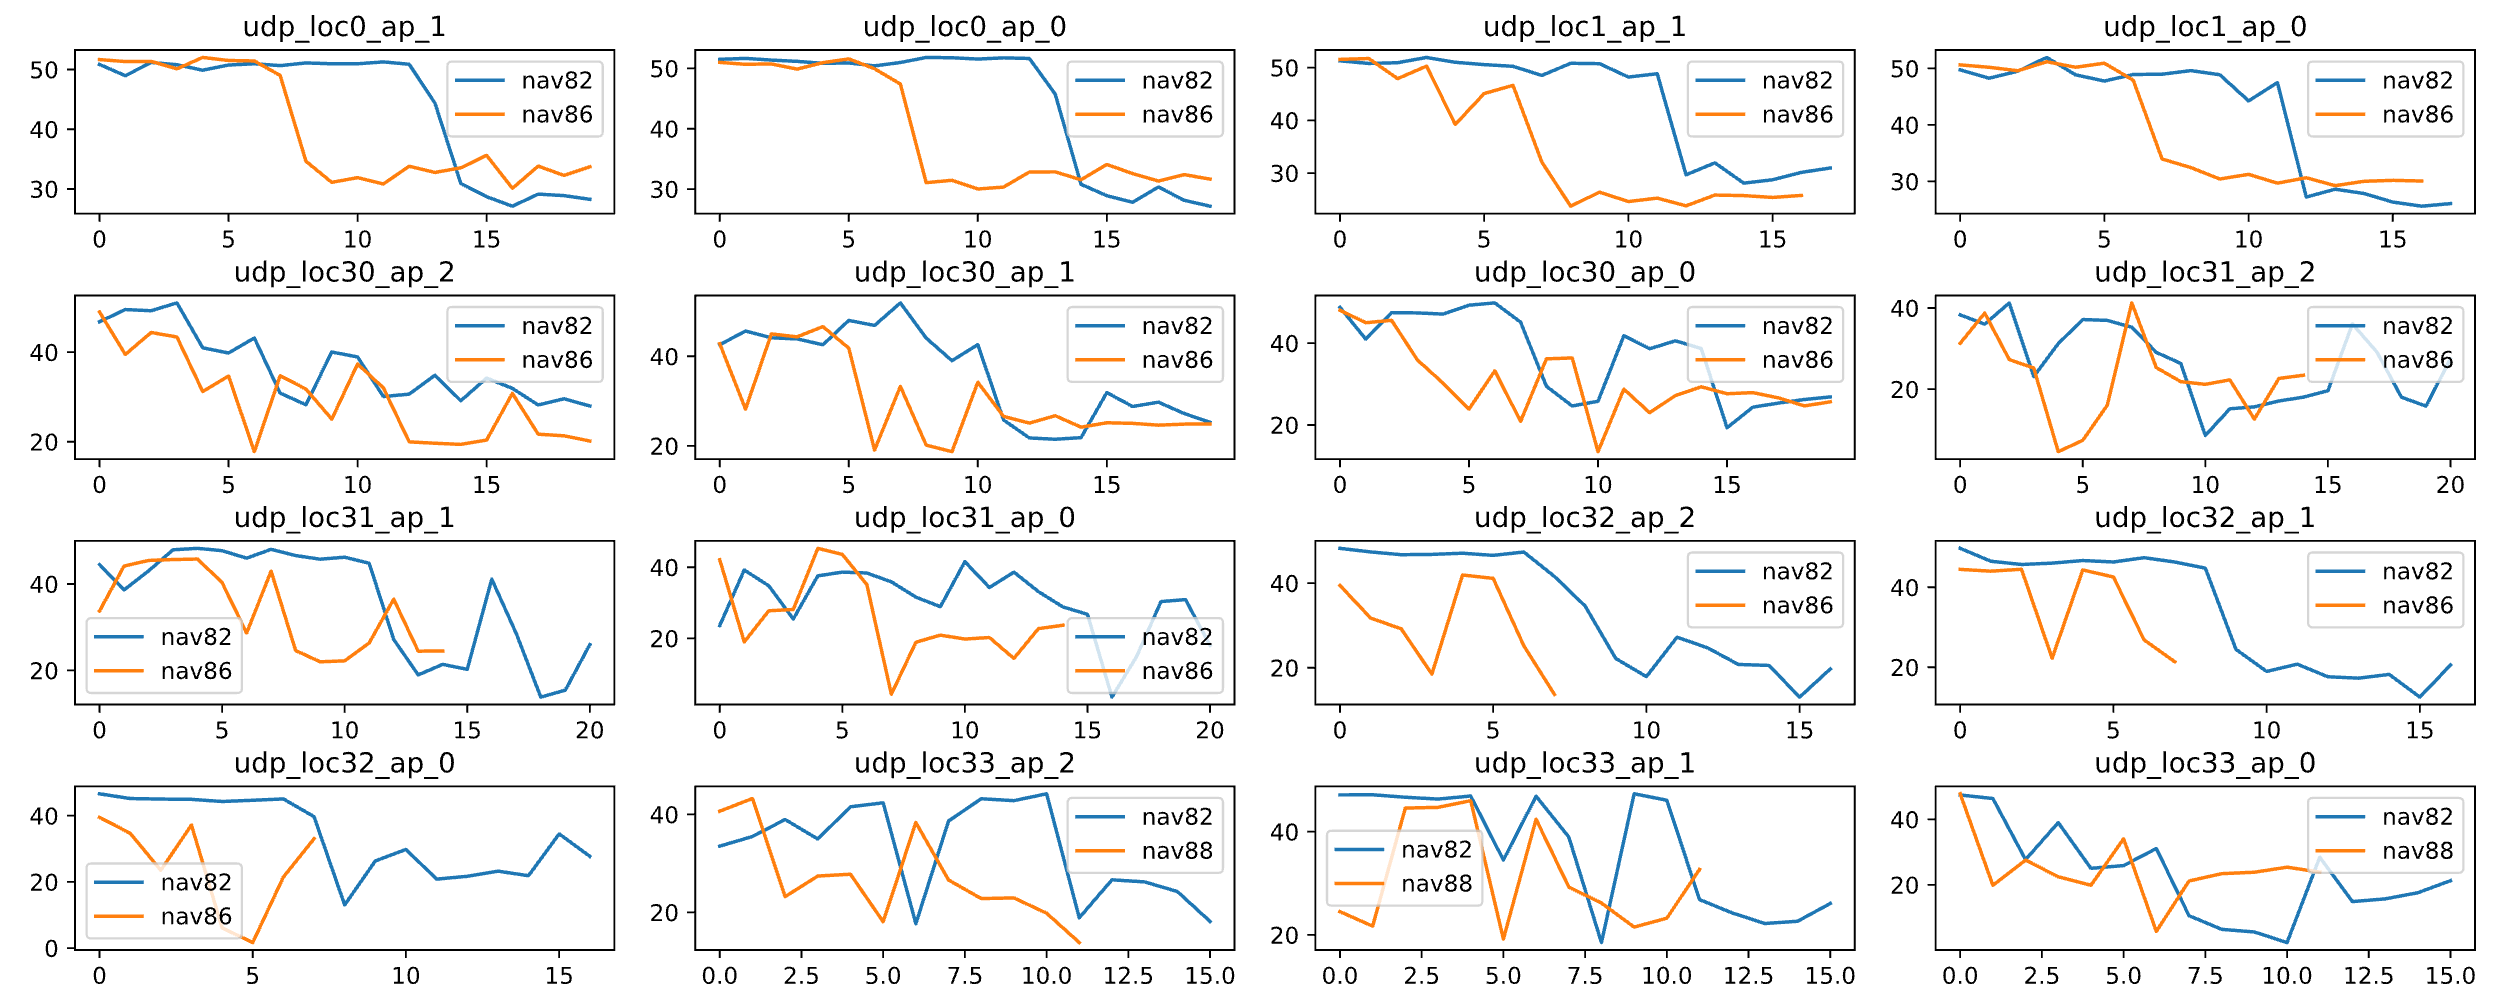 udp_loc0_ap_1 udp_loc0_ap_0 udp_loc1_ap_1 udp_loc1_ap_0
50 nav82 50 nav82 50 nav82 50 nav82
40 nav86 40 nav86 40 nav86 40 nav86
30 30 30 30
0 5 10 15 0 5 10 15 0 5 10 15 0 5 10 15
udp_loc30_ap_2 udp_loc30_ap_1 udp_loc30_ap_0 udp_loc31_ap_2
nav82 nav82 nav82 40 nav82
40 nav86 40 nav86 40 nav86 20 nav86
20 20 20
0 5 10 15 0 5 10 15 0 5 10 15 0 5 10 15 20
udp_loc31_ap_1 udp_loc31_ap_0 udp_loc32_ap_2 udp_loc32_ap_1
40 40 40 nav82 40 nav82
nav82 20 nav82 nav86 nav86
20 nav86 nav86 20 20
0 5 10 15 20 0 5 10 15 20 0 5 10 15 0 5 10 15
udp_loc32_ap_0 udp_loc33_ap_2 udp_loc33_ap_1 udp_loc33_ap_0
40 40 nav82 40 nav82 40 nav82
20 nav82 nav88 nav88 20 nav88
0 nav86 20 20
0 5 10 15 0.0 2.5 5.0 7.5 10.0 12.5 15.0 0.0 2.5 5.0 7.5 10.0 12.5 15.0 0.0 2.5 5.0 7.5 10.0 12.5 15.0